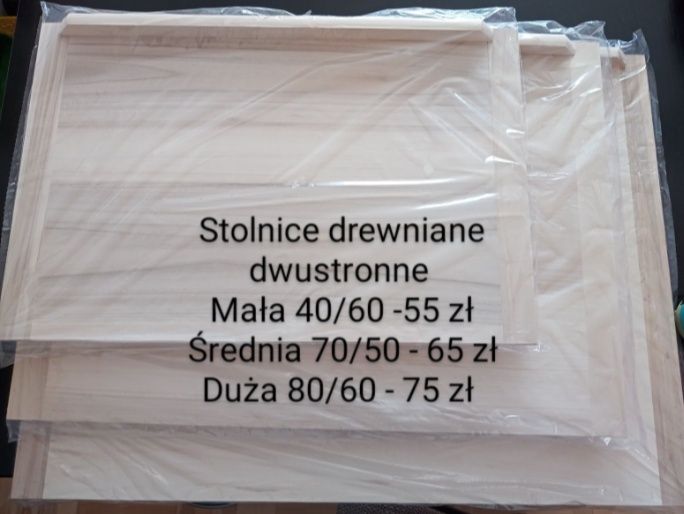 Stolnice drewniane
dwustronne
Mała 40/60 -55 zł
Średnia 70/50 - 65 zł
Duża 80/60 - 75 zł